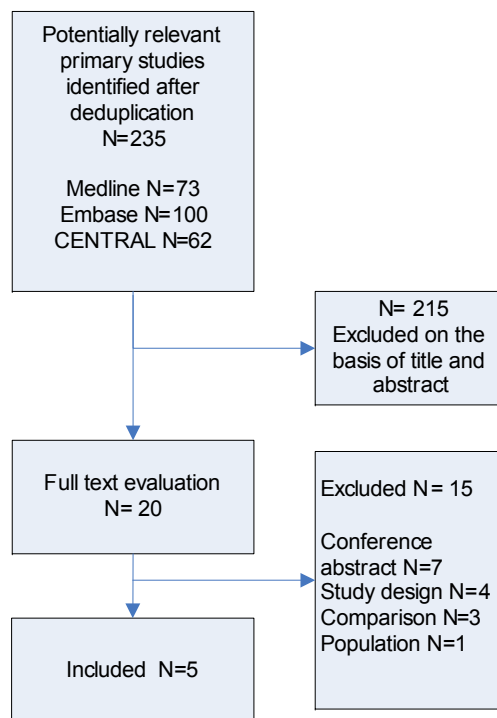 Potentially relevant
primary studies
identified after
deduplication
N=235
Medline N=73
Embase N=100
CENTRAL N=62
N= 215
Excluded on the
basis of title and
abstract
Full text evaluation
N= 20
Excluded N= 15
Conference
abstract N=7
Study design N=4
Comparison N=3
Population N=1
Included N=5